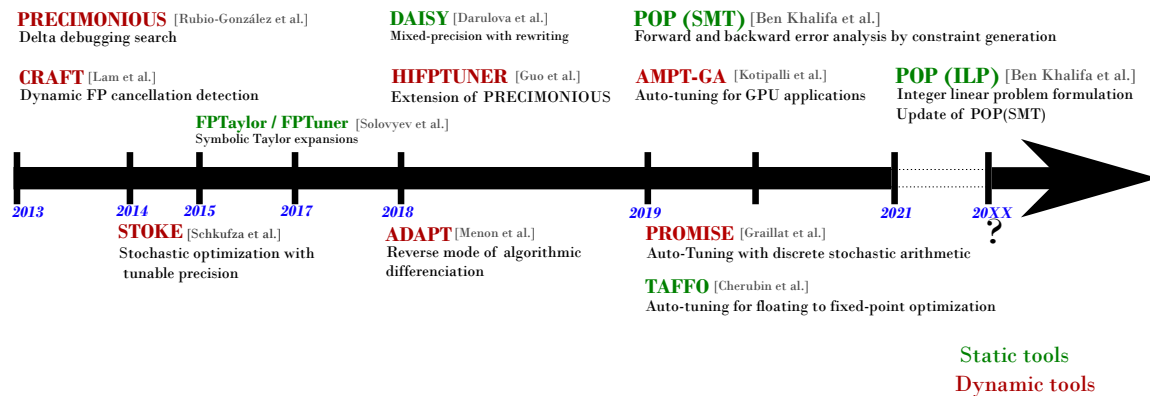 PRECIMONIOUS [Rubio-González et al.]
Delta debugging search
DAISY [Darulova et al.]
Mixed-precision with rewriting
POP (SMT) [Ben Khalifa et al.]
Forward and backward error analysis by constraint generation
CRAFT [Lam et al.]
Dynamic FP cancellation detection
HIFPTUNER [Guo et al.]
Extension of PRECIMONIOUS
AMPT-GA [Kotipalli et al.]
Auto-tuning for GPU applications
POP (ILP) [Ben Khalifa et al.]
Integer linear problem formulation
Update of POP(SMT)
FPTaylor / FPTuner [Solovyev et al.]
Symbolic Taylor expansions
2013
2014
2015
2017
2018
2019
2021
20XX
?
STOKE [Schkufza et al.]
Stochastic optimization with
tunable precision
ADAPT [Menon et al.]
Reverse mode of algorithmic
differenciation
PROMISE [Graillat et al.]
Auto-Tuning with discrete stochastic arithmetic
TAFFO [Cherubin et al.]
Auto-tuning for floating to fixed-point optimization
Static tools
Dynamic tools